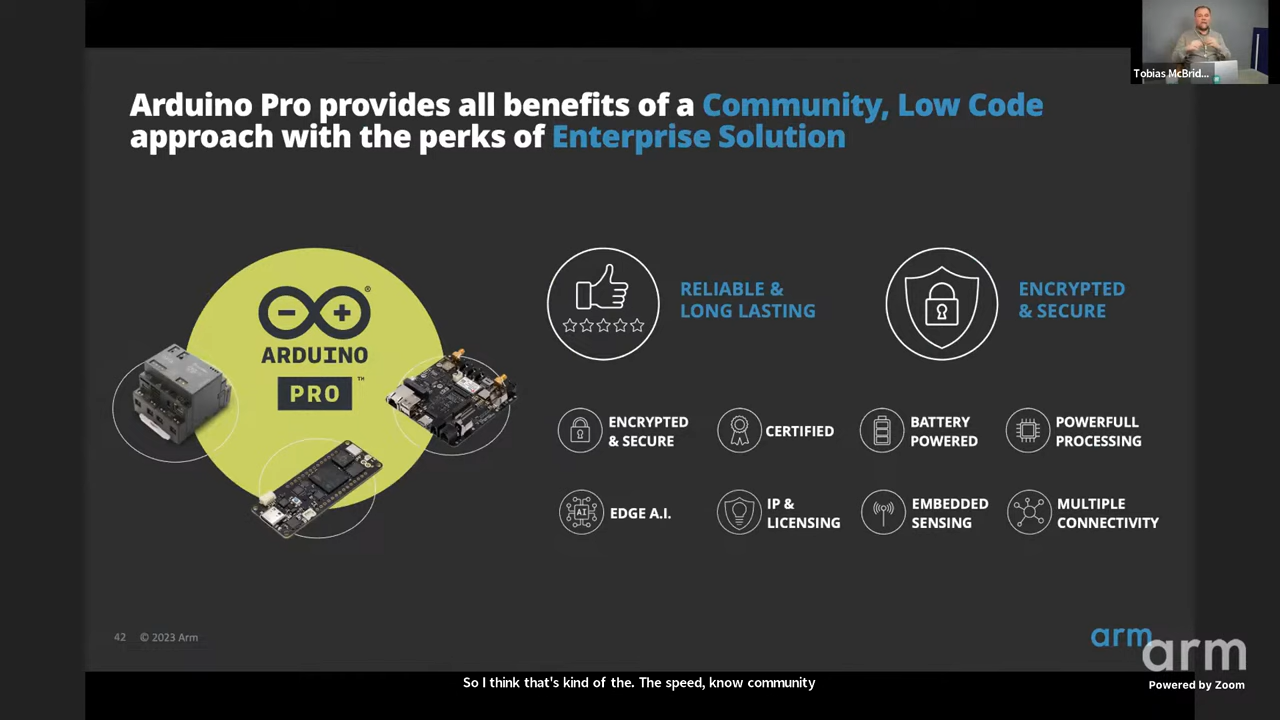 Tobias McBrid...
Arduino Pro provides all benefits of a Community, Low Code
approach with the perks of Enterprise Solution
®
ARDUINO
PRO ™
RELIABLE &
LONG LASTING
ENCRYPTED
& SECURE
ENCRYPTED
& SECURE
CERTIFIED
BATTERY
POWERED
POWERFULL
PROCESSING
AI
EDGE A.I.
IP &
LICENSING
EMBEDDED
SENSING
MULTIPLE
CONNECTIVITY
42 © 2023 Arm
arm
arm
Powered by Zoom
So I think that's kind of the. The speed, know community